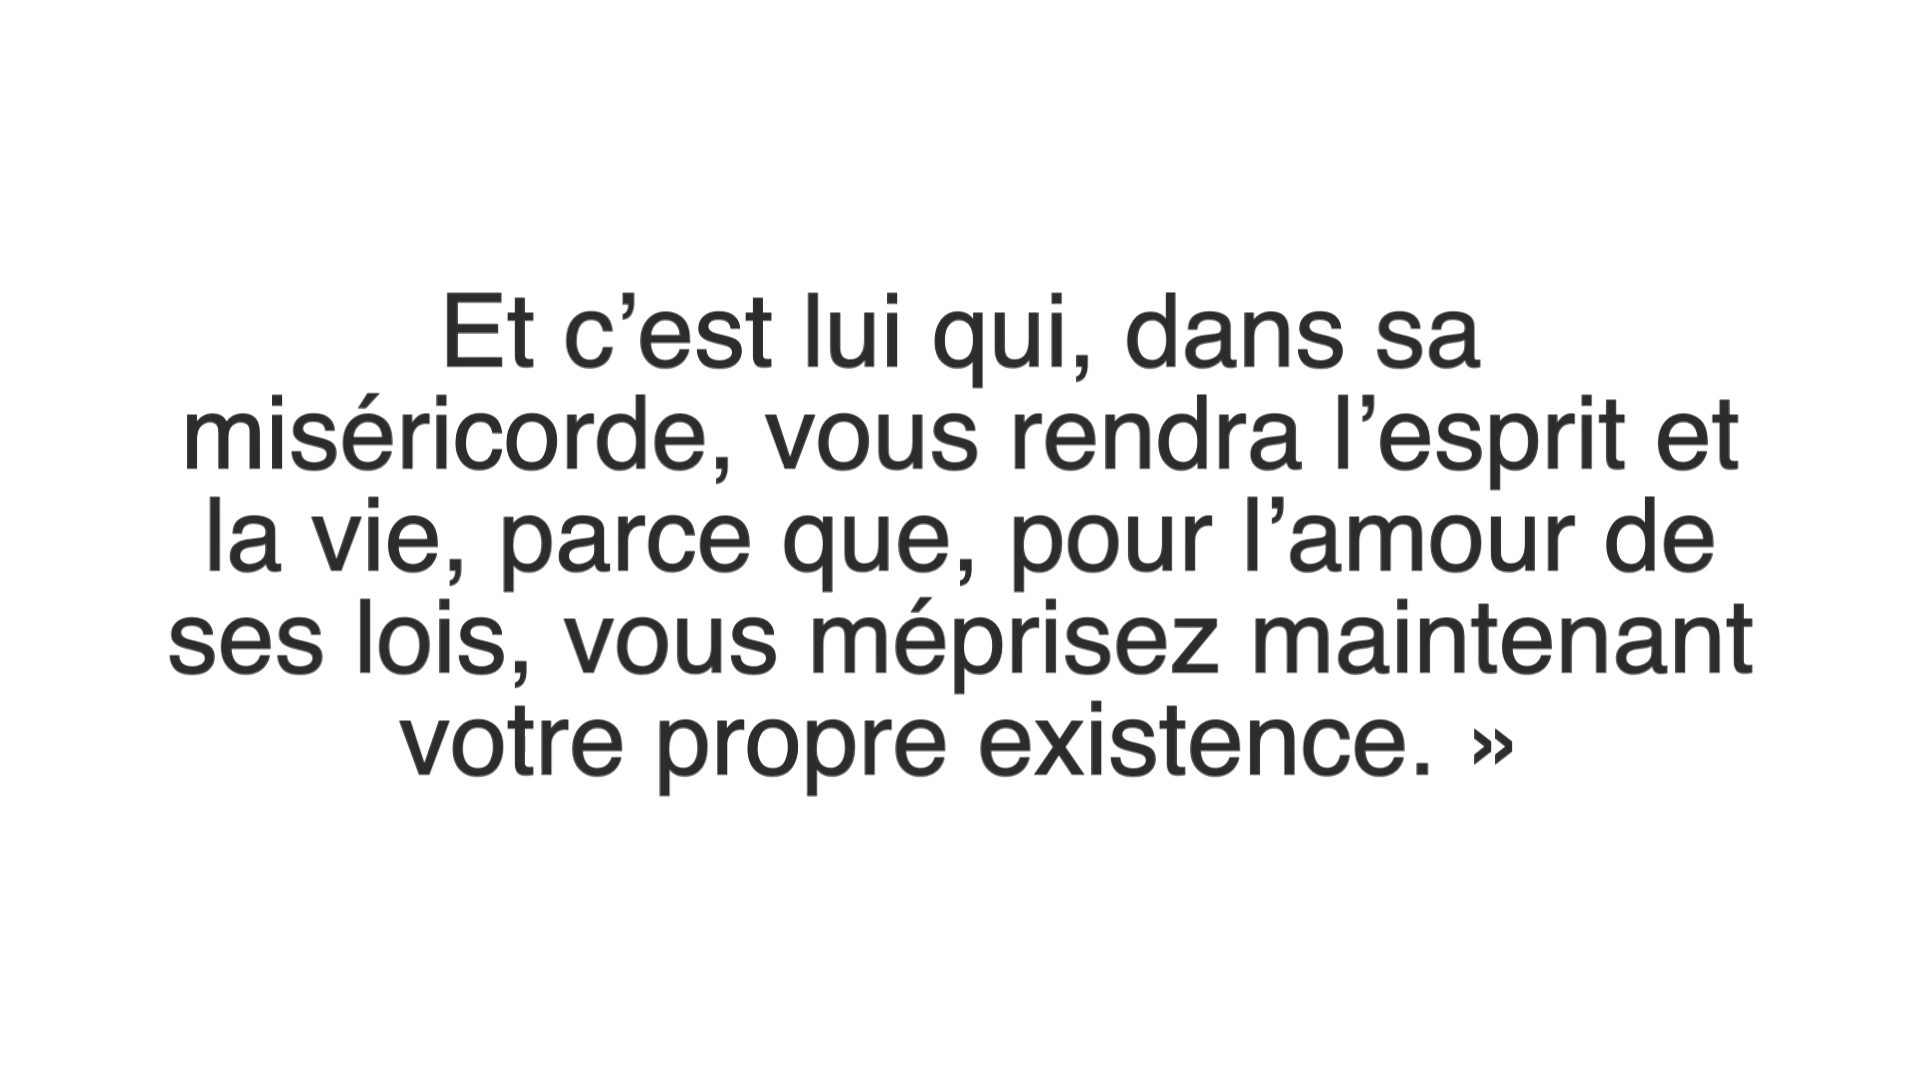 Et c’est lui qui, dans sa
miséricorde, vous rendra l’esprit et
la vie, parce que, pour l’amour de
ses lois, vous méprisez maintenant
votre propre existence. »